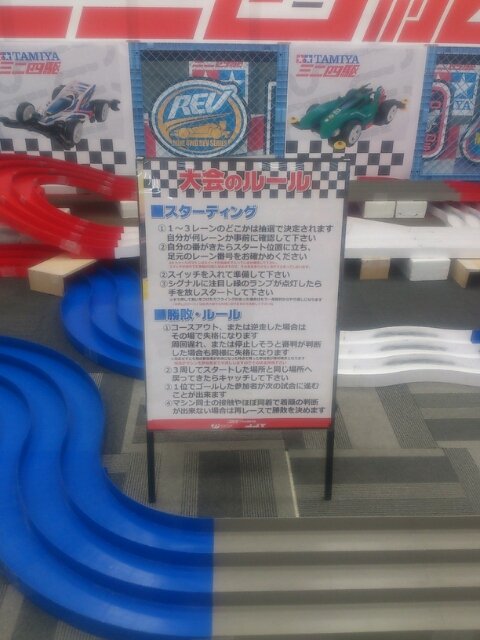 ミニ四駆
TAMIYA
ミニ四駆
REV
MINI 4WD REV SERIES
TAMIYA
ミニ四駆
YA
大会のルール
■スターティング
①1〜3レーンのどこかは抽選で決定されます
自分が何レーンか事前に確認して下さい
②自分の番がきたらスタート位置に立ち、
足元のレーン番号をお確かめください
②スイッチを入れて準備して下さい
③シグナルに注目し緑のランプが点灯したら
手を放しスタートして下さい
■勝敗・ルール
①コースアウト、または逆走した場合は
その場で失格になります
周回遅れ、または停止しそうと審判が判断
した場合も同様に失格になります
②3周してスタートした場所と同じ場所へ
戻ってきたらキャッチして下さい
③1位でゴールした参加者が次の試合に進む
ことが出来ます
④マシン同士の接触やほぼ同着で着順の判断
が出来ない場合は再レースで勝敗を決めます